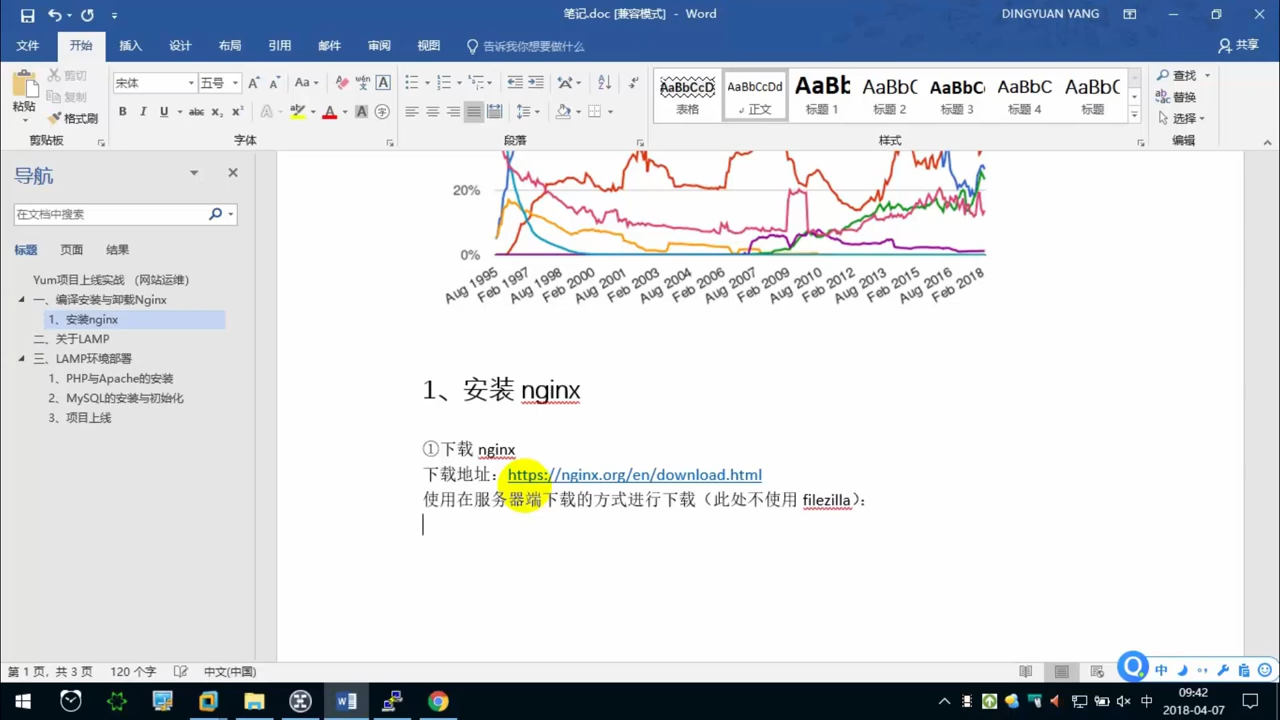 笔记.doc [兼容模式] - Word
DINGYUAN YANG
文件 开始 插入 设计 布局 引用 邮件 审阅 视图 告诉我你想要做什么 共享
粘贴
剪切
复制
格式刷
剪贴板
宋体 五号
字体
段落
AaBbCcD 表格
AaBbCcDd 正文
AaBb 标题 1
AaBbC 标题 2
AaBbC 标题 3
AaBbC 标题 4
AaBbC 标题
样式
查找
替换
选择
编辑
导航
在文档中搜索
标题 页面 结果
Yum项目上线实战 （网站运维）
一、编译安装与卸载Nginx
1、安装nginx
二、关于LAMP
三、LAMP环境部署
1、PHP与Apache的安装
2、MySQL的安装与初始化
3、项目上线
20%
0%
Aug 1995 Feb 1997 Aug 1998 Feb 2000 Aug 2001 Feb 2003 Aug 2004 Feb 2006 Aug 2007 Feb 2009 Aug 2010 Feb 2012 Aug 2013 Feb 2015 Aug 2016 Feb 2018
1、安装 nginx
①下载 nginx
下载地址：https://nginx.org/en/download.html
使用在服务器端下载的方式进行下载（此处不使用 filezilla）：
第 1 页，共 3 页 120 个字 中文(中国)
中
中
09:42
2018-04-07